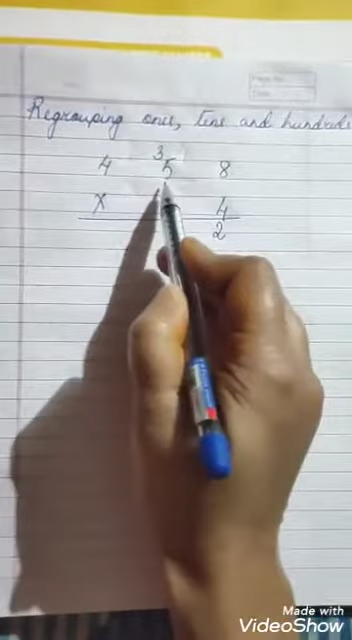 Regrouping ones, tens and hundreds
3
4 5 8
X 4
2
Made with
VideoShow